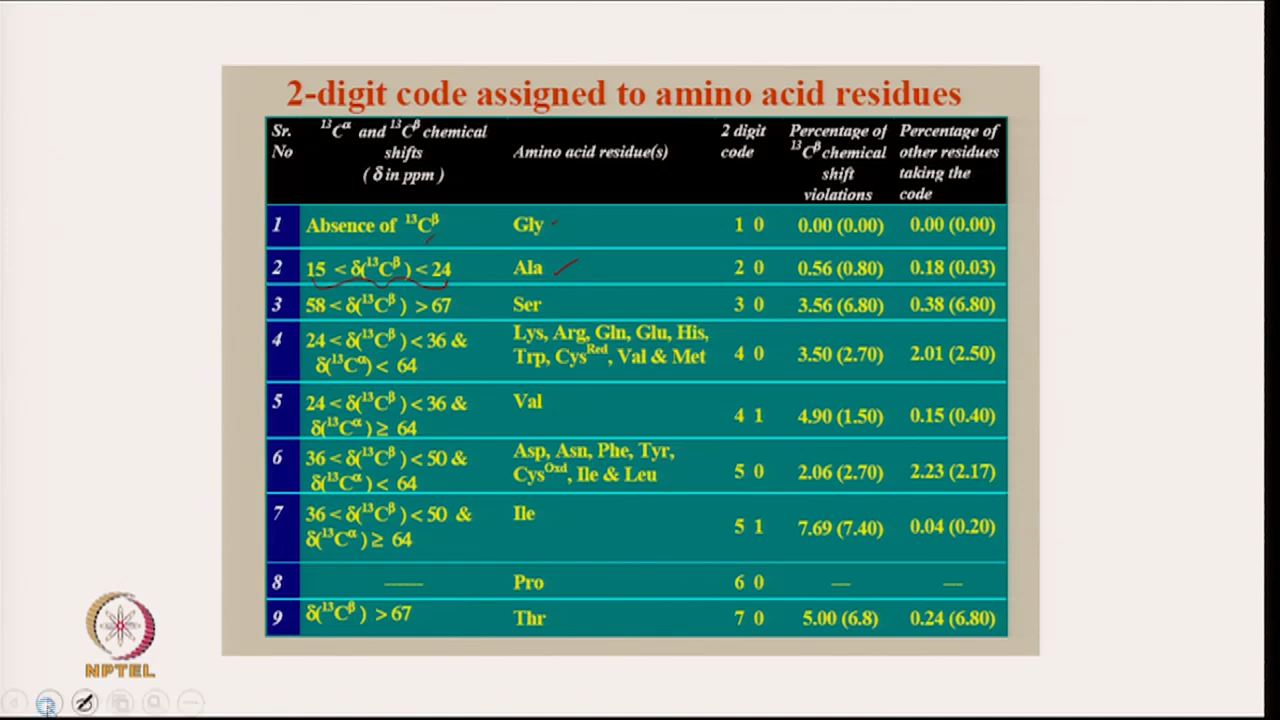 2-digit code assigned to amino acid residues
Sr. No | ¹³Cᵅ and ¹³Cᵝ chemical shifts (δ in ppm) | Amino acid residue(s) | 2 digit code | Percentage of ¹³Cᵝ chemical shift violations | Percentage of other residues taking the code
1 | Absence of ¹³Cᵝ | Gly | 1 0 | 0.00 (0.00) | 0.00 (0.00)
2 | 15 < δ(¹³Cᵝ) < 24 | Ala | 2 0 | 0.56 (0.80) | 0.18 (0.03)
3 | 58 < δ(¹³Cᵝ) > 67 | Ser | 3 0 | 3.56 (6.80) | 0.38 (6.80)
4 | 24 < δ(¹³Cᵝ) < 36 & δ(¹³Cᵅ) < 64 | Lys, Arg, Gln, Glu, His, Trp, Cysᴿᵉᵈ, Val & Met | 4 0 | 3.50 (2.70) | 2.01 (2.50)
5 | 24 < δ(¹³Cᵝ) < 36 & δ(¹³Cᵅ) ≥ 64 | Val | 4 1 | 4.90 (1.50) | 0.15 (0.40)
6 | 36 < δ(¹³Cᵝ) < 50 & δ(¹³Cᵅ) < 64 | Asp, Asn, Phe, Tyr, Cysᴼˣᵈ, Ile & Leu | 5 0 | 2.06 (2.70) | 2.23 (2.17)
7 | 36 < δ(¹³Cᵝ) < 50 & δ(¹³Cᵅ) ≥ 64 | Ile | 5 1 | 7.69 (7.40) | 0.04 (0.20)
8 | — | Pro | 6 0 | — | —
9 | δ(¹³Cᵝ) > 67 | Thr | 7 0 | 5.00 (6.8) | 0.24 (6.80)
NPTEL